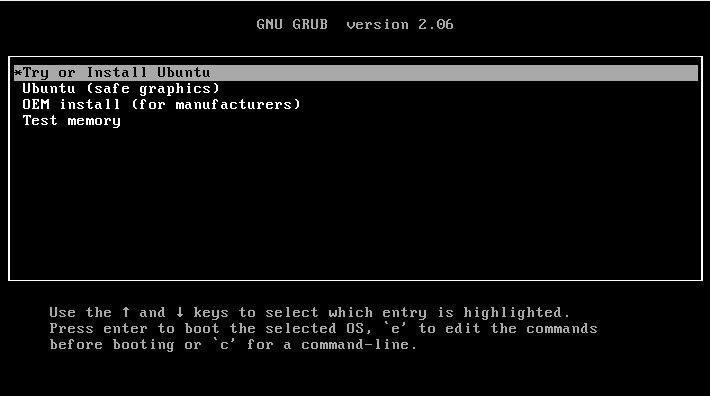 GNU GRUB  version 2.06
*Try or Install Ubuntu
Ubuntu (safe graphics)
OEM install (for manufacturers)
Test memory
Use the ↑ and ↓ keys to select which entry is highlighted.
Press enter to boot the selected OS, `e' to edit the commands
before booting or `c' for a command-line.